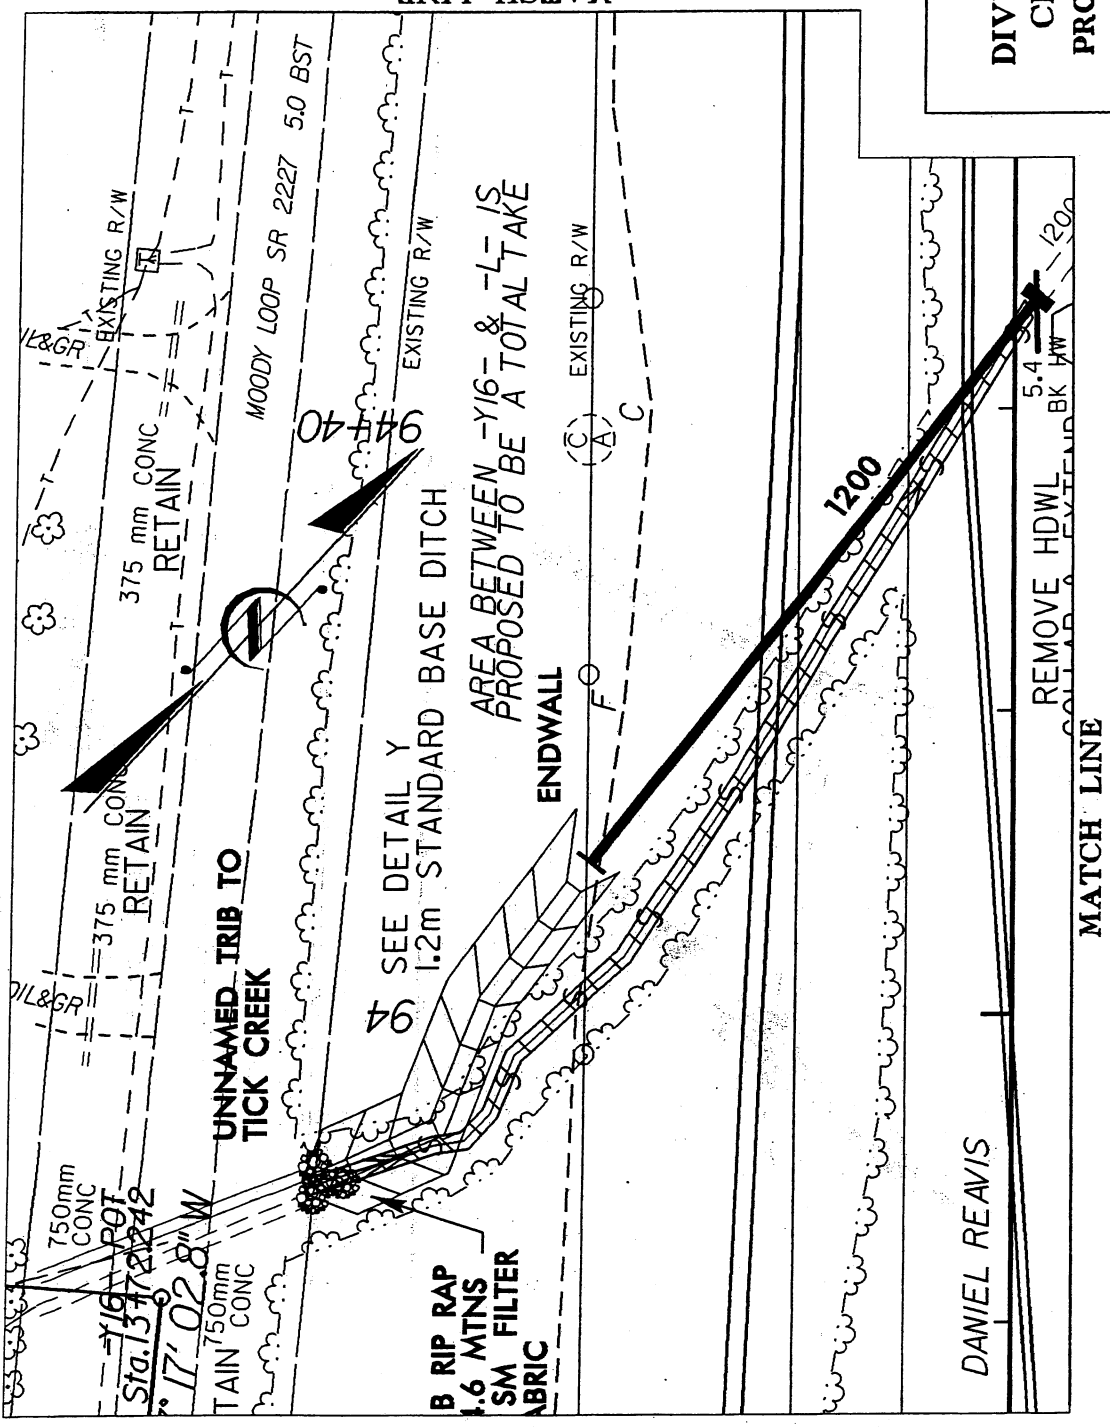 MATCH LINE
DIV
PRO
EXISTING R/W
MOODY LOOP SR 2227 5.0 BST
375 mm CONC
RETAIN
94+40
EXISTING R/W
AREA BETWEEN -Y16- & -L- IS
PROPOSED TO BE A TOTAL TAKE
EXISTING R/W
C
A
C
F
T
T
T
T
T
1200
1200
5.4
BK HW
REMOVE HDWL
SEE DETAIL Y
1.2m STANDARD BASE DITCH
ENDWALL
375 mm CONC
RETAIN
UNNAMED TRIB TO
TICK CREEK
94
750mm
CONC
-Y16- POT
Sta.13+72.242
17' 02.8" W
TAIN
750mm
CONC
B RIP RAP
4.6 MTNS
SM FILTER
ABRIC
DANIEL REAVIS
MATCH LINE